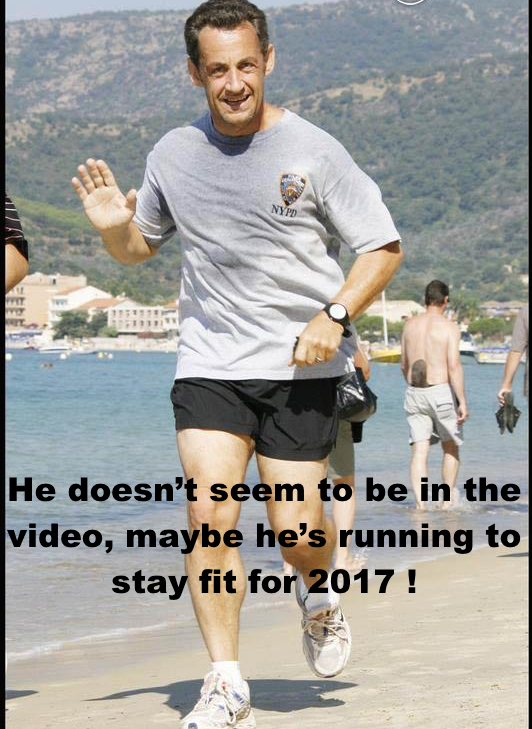 NYPD
He doesn't seem to be in the
video, maybe he's running to
stay fit for 2017 !